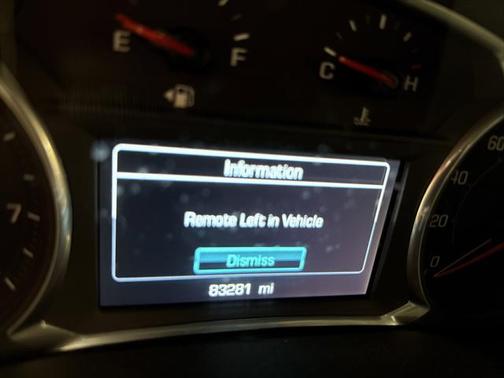 E
F
C
H
Information
Remote Left in Vehicle
Dismiss
83281 mi
7
60
40
20
0